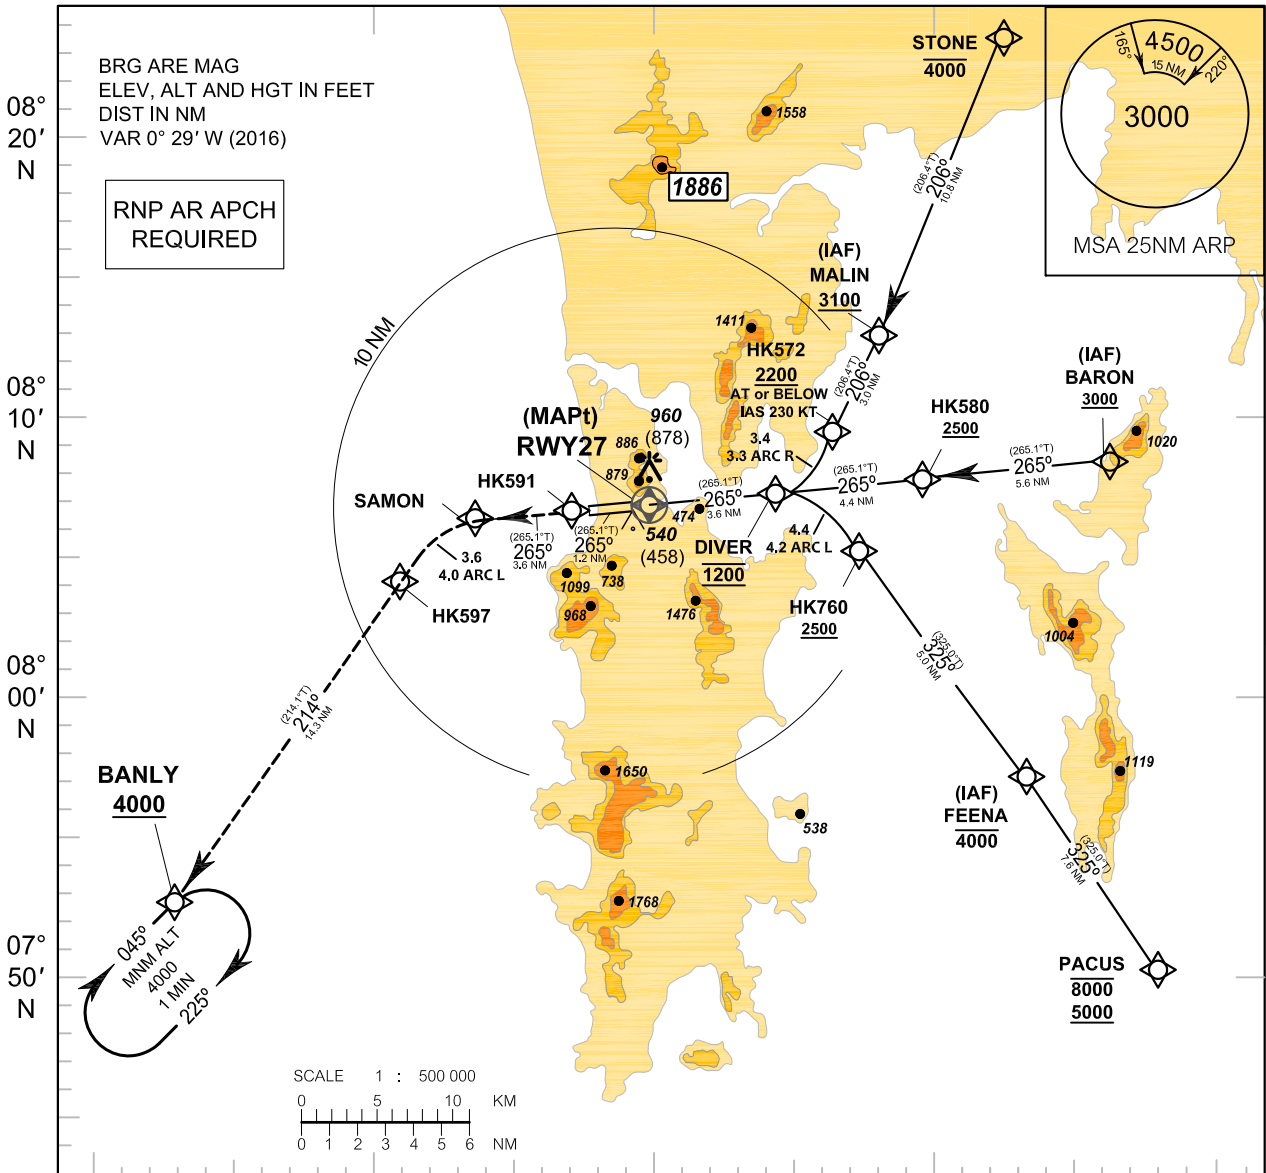 BRG ARE MAG
ELEV, ALT AND HGT IN FEET
DIST IN NM
VAR 0° 29′ W (2016)
RNP AR APCH
REQUIRED
08°
20′
N
08°
10′
N
08°
00′
N
07°
50′
N
STONE
4000
165°
4500
15 NM
220°
3000
MSA 25NM ARP
1558
1886
(206.4°T)
206°
10.8 NM
(IAF)
MALIN
3100
10 NM
1411
HK572
2200
AT or BELOW
IAS 230 KT
(206.4°T)
206°
3.0 NM
3.4
3.3 ARC R
(IAF)
BARON
3000
1020
HK580
2500
(265.1°T)
265°
5.6 NM
(265.1°T)
265°
4.4 NM
(MAPt)
RWY27
960
(878)
886
879
(265.1°T)
265°
3.6 NM
474
HK591
SAMON
(265.1°T)
265°
3.6 NM
(265.1°T)
265°
1.2 NM
540
(458)
DIVER
1200
4.4
4.2 ARC L
3.6
4.0 ARC L
HK597
1099
738
968
1476
HK760
2500
1004
(325.0°T)
325°
5.0 NM
(214.1°T)
214°
14.3 NM
BANLY
4000
1650
538
1119
(IAF)
FEENA
4000
(325.0°T)
325°
7.6 NM
1768
045°
MNM ALT
4000
1 MIN
225°
PACUS
8000
5000
SCALE 1 : 500 000
0 5 10 KM
0 1 2 3 4 5 6 NM